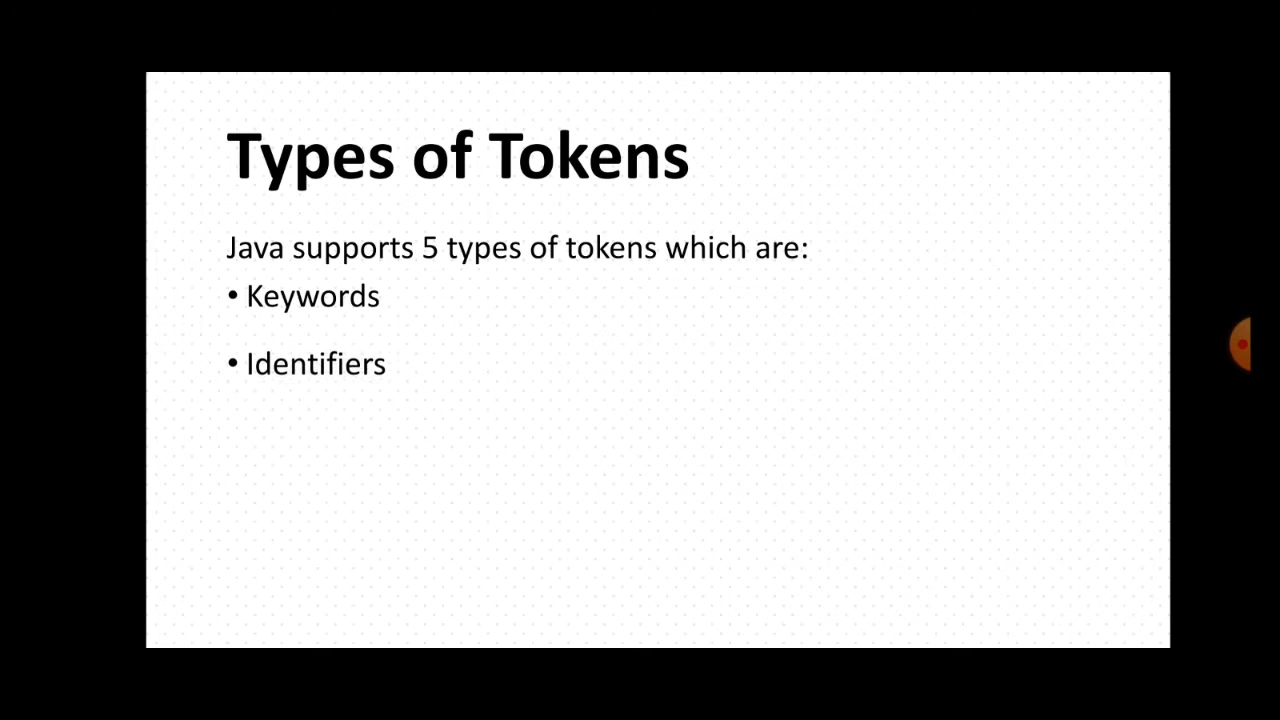 Types of Tokens
Java supports 5 types of tokens which are:
• Keywords
• Identifiers